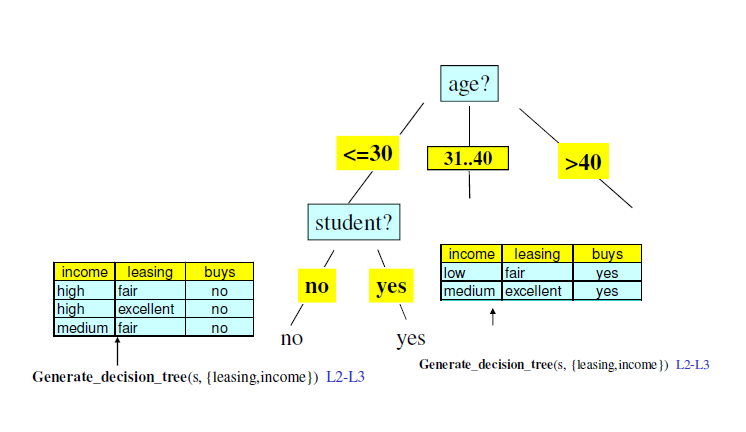 age?
<=30
31..40
>40
student?
income leasing buys
high fair no
high excellent no
medium fair no
no
yes
income leasing buys
low fair yes
medium excellent yes
no
yes
Generate_decision_tree(s, {leasing,income}) L2-L3
Generate_decision_tree(s, {leasing,income}) L2-L3